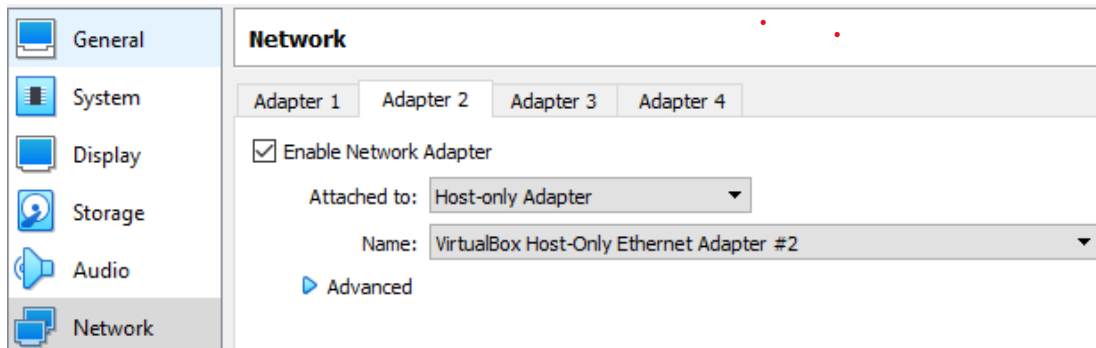 General
System
Display
Storage
Audio
Network
Network
Adapter 1 Adapter 2 Adapter 3 Adapter 4
Enable Network Adapter
Attached to: Host-only Adapter
Name: VirtualBox Host-Only Ethernet Adapter #2
Advanced